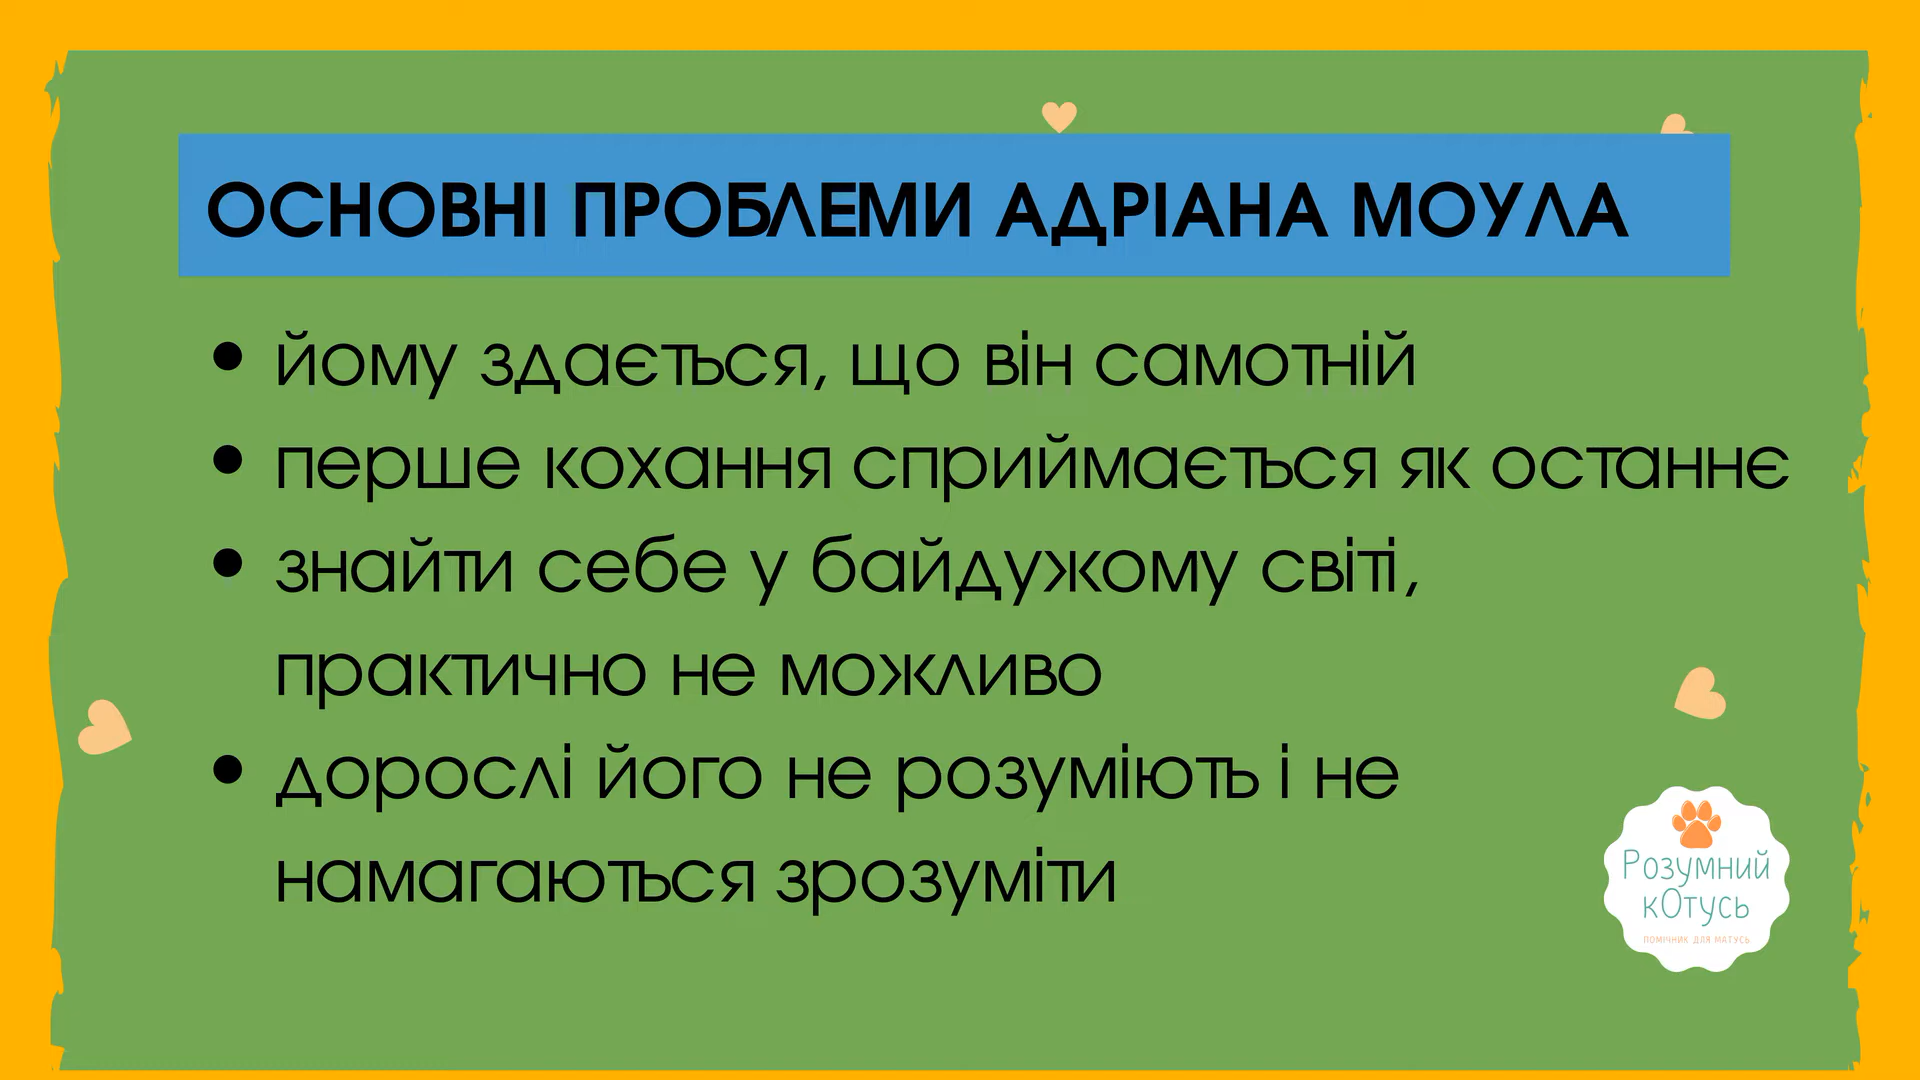 ОСНОВНІ ПРОБЛЕМИ АДРІАНА МОУЛА
• йому здається, що він самотній
• перше кохання сприймається як останнє
• знайти себе у байдужому світі,
практично не можливо
• дорослі його не розуміють і не
намагаються зрозуміти
Розумний
кОтусь
ПОМІЧНИК ДЛЯ МАТУСЬ